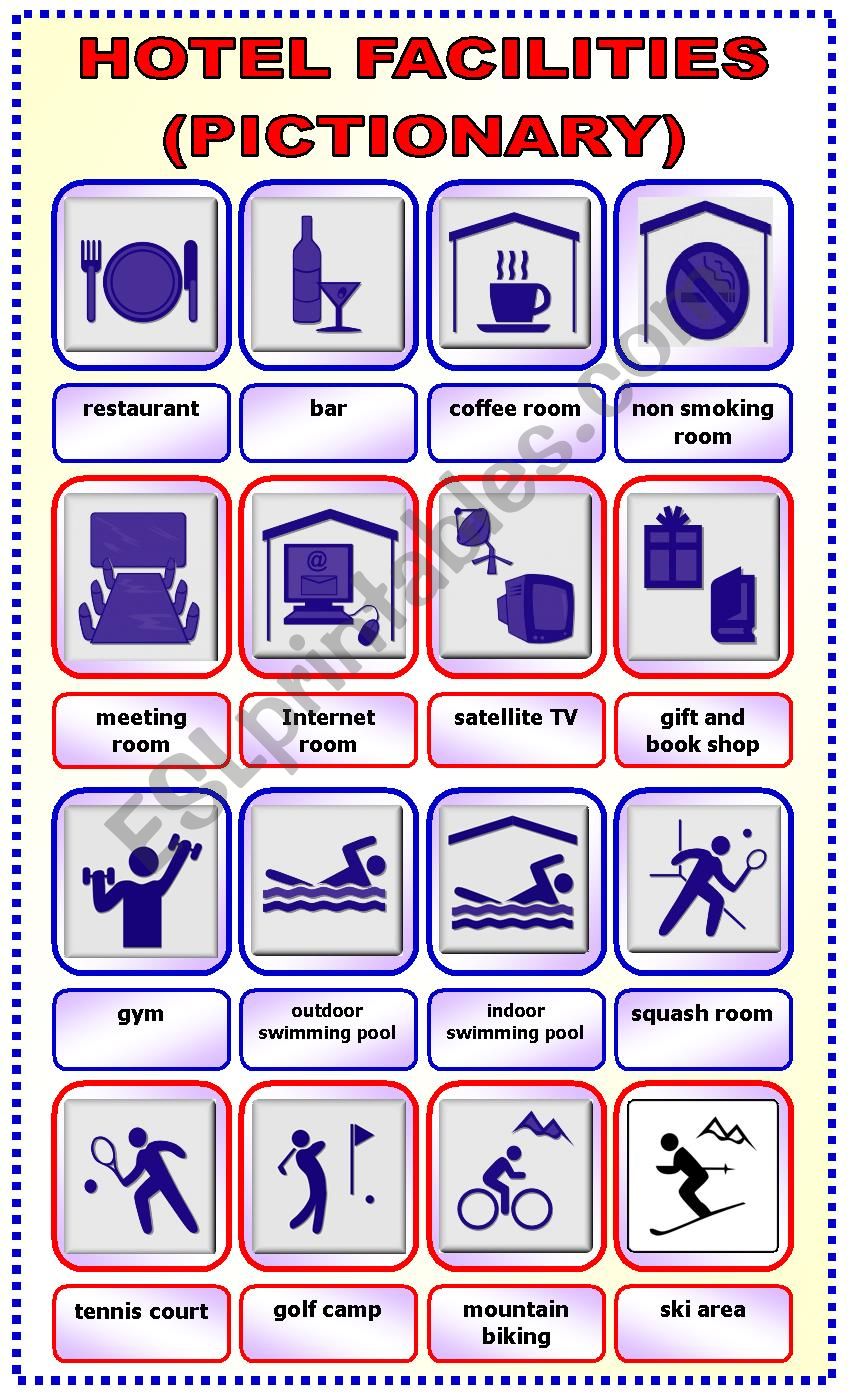 HOTEL FACILITIES
(PICTIONARY)
restaurant
bar
coffee room
non smoking
room
meeting
room
Internet
room
satellite TV
gift and
book shop
gym
outdoor
swimming pool
indoor
swimming pool
squash room
tennis court
golf camp
mountain
biking
ski area
@
ESLprintables.com